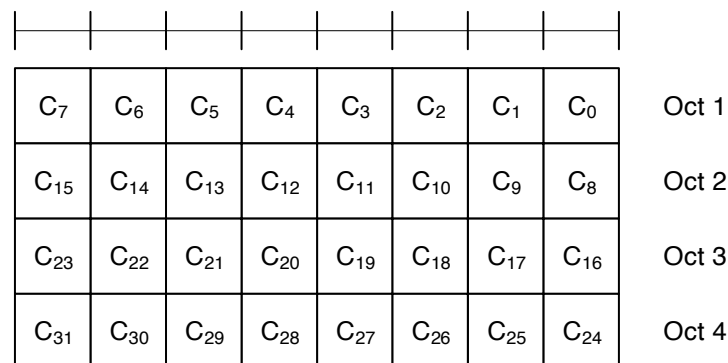 C₇ C₆ C₅ C₄ C₃ C₂ C₁ C₀ Oct 1
C₁₅ C₁₄ C₁₃ C₁₂ C₁₁ C₁₀ C₉ C₈ Oct 2
C₂₃ C₂₂ C₂₁ C₂₀ C₁₉ C₁₈ C₁₇ C₁₆ Oct 3
C₃₁ C₃₀ C₂₉ C₂₈ C₂₇ C₂₆ C₂₅ C₂₄ Oct 4